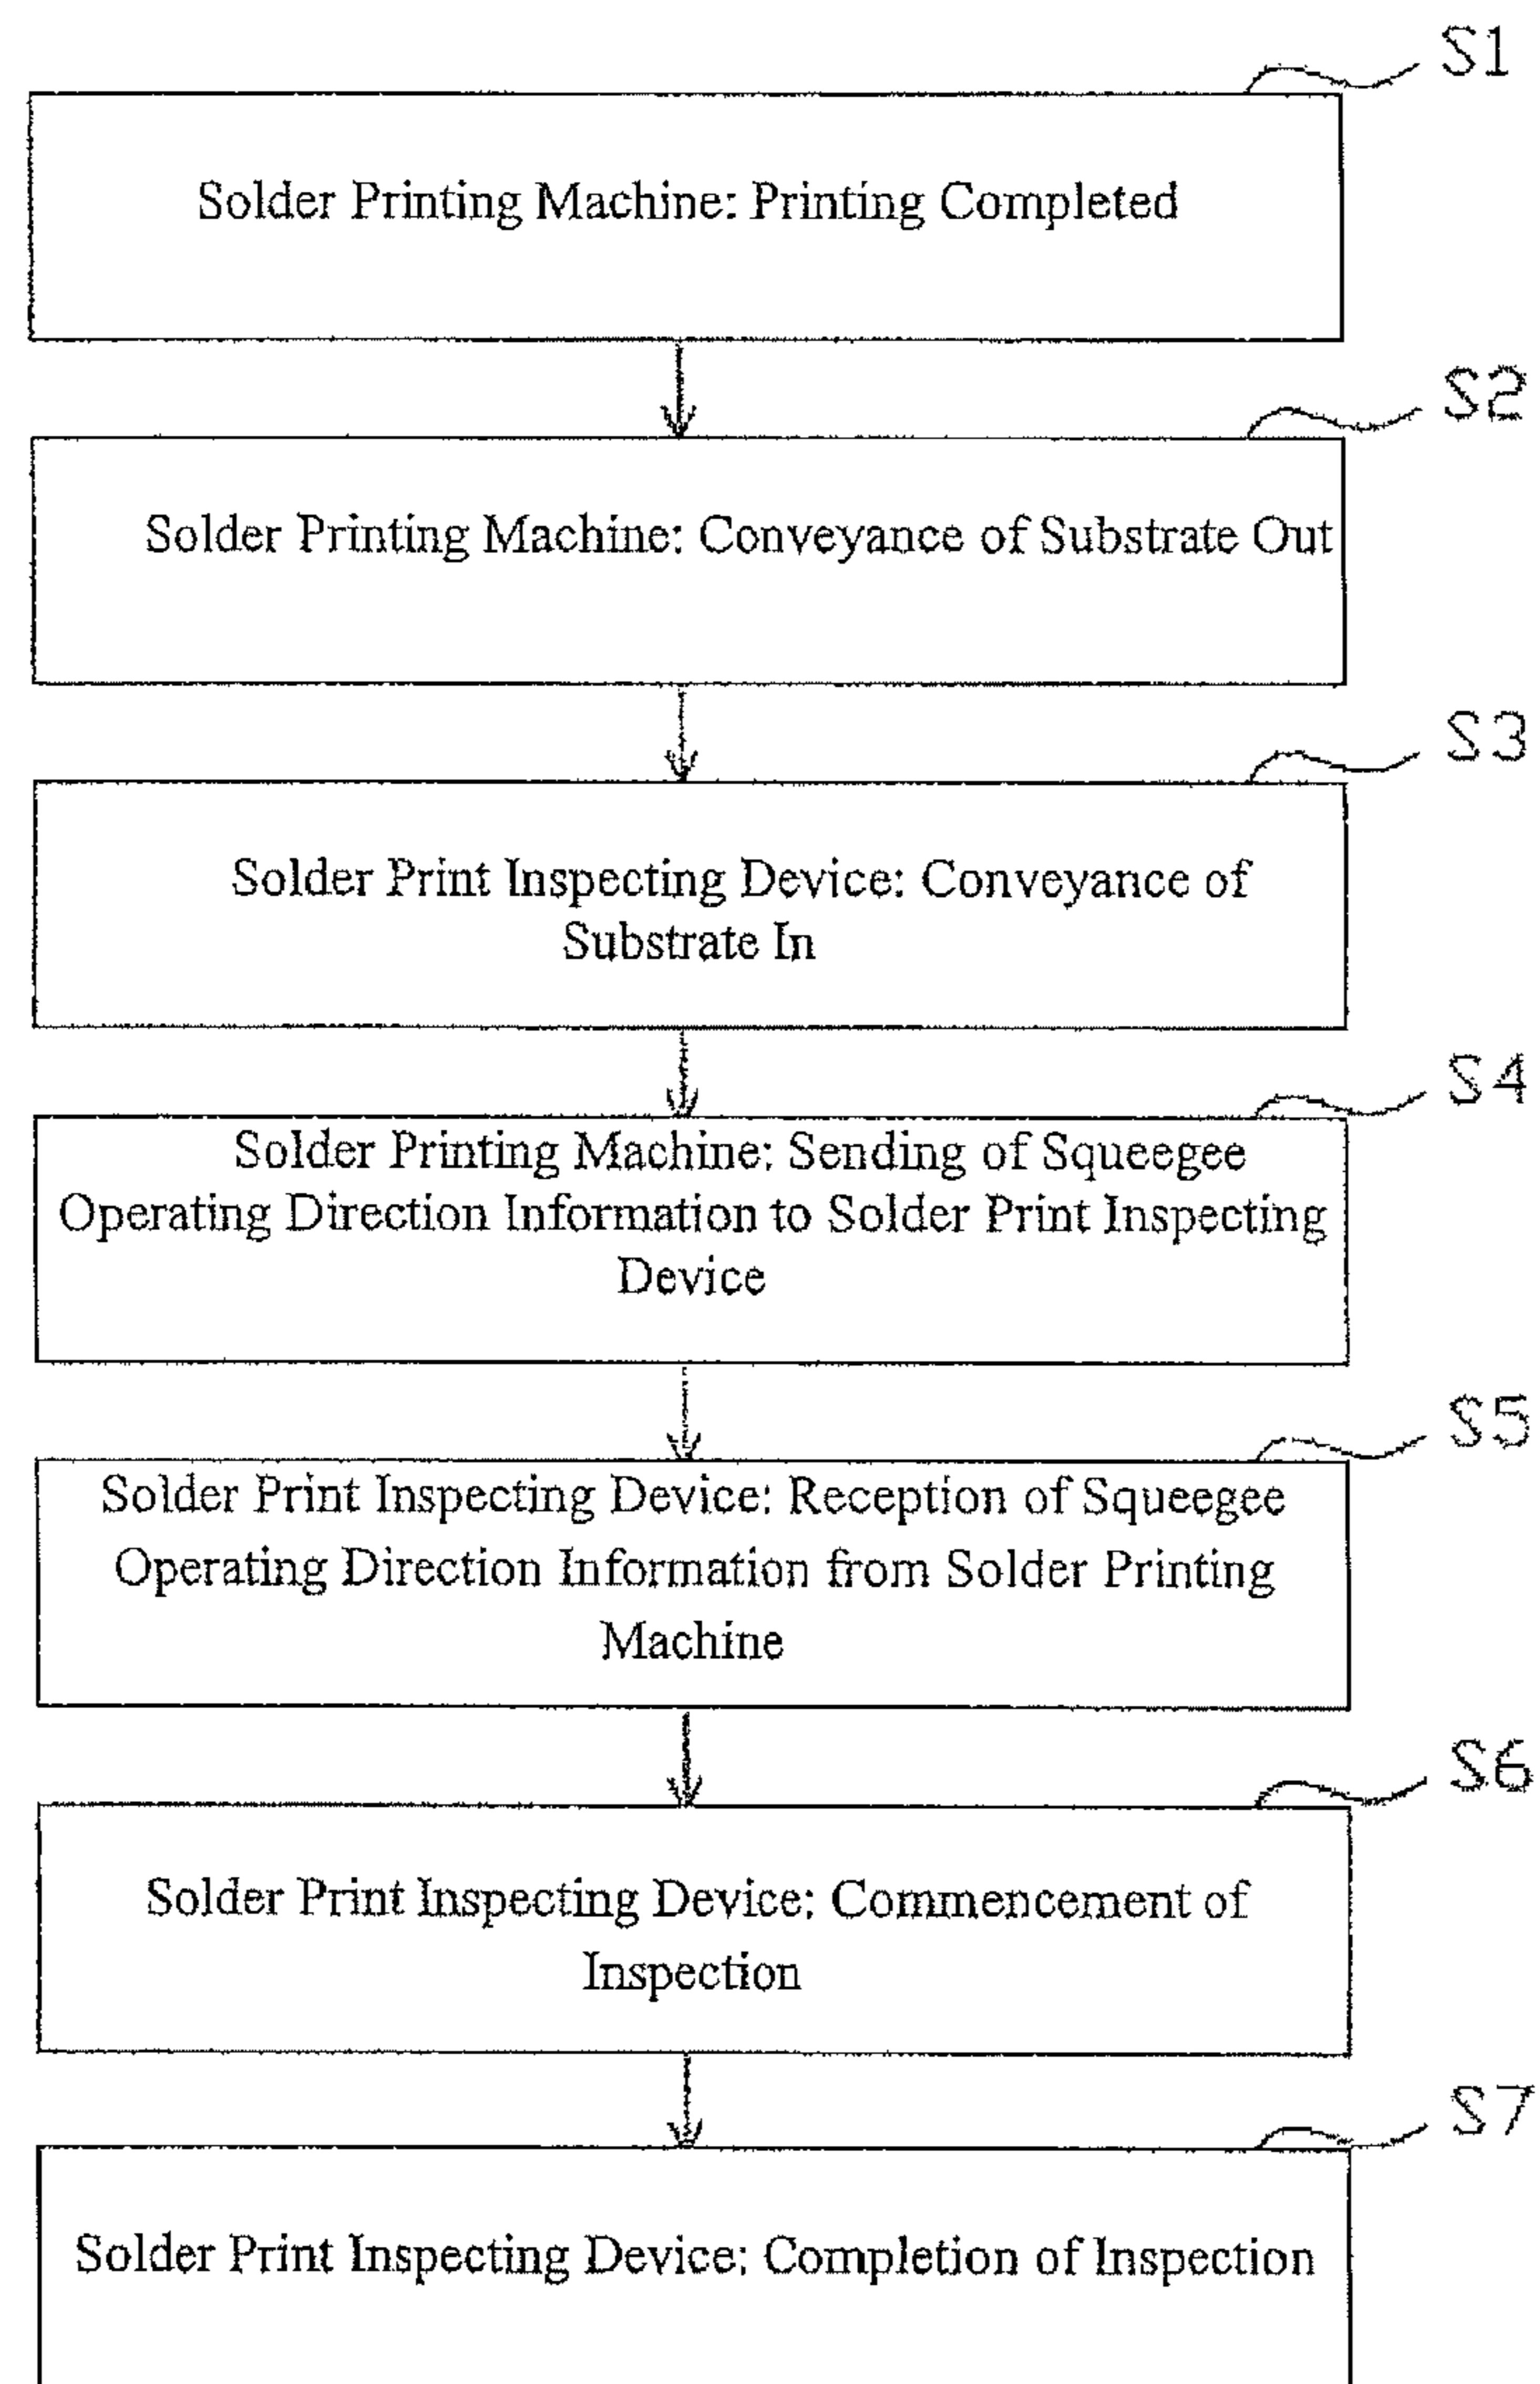 S1
Solder Printing Machine: Printing Completed
S2
Solder Printing Machine: Conveyance of Substrate Out
S3
Solder Print Inspecting Device: Conveyance of
Substrate In
S4
Solder Printing Machine: Sending of Squeegee
Operating Direction Information to Solder Print Inspecting
Device
S5
Solder Print Inspecting Device: Reception of Squeegee
Operating Direction Information from Solder Printing
Machine
S6
Solder Print Inspecting Device: Commencement of
Inspection
S7
Solder Print Inspecting Device: Completion of Inspection